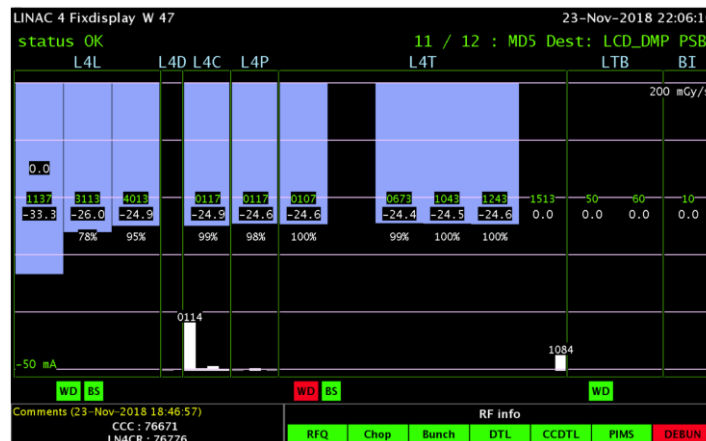 LINAC 4 Fixdisplay W 47 23-Nov-2018 22:06:16
status OK 11 / 12 : MD5 Dest: LCD_DMP PSB
L4L L4D L4C L4P L4T LTB BI
200 mGy/s
0.0
1137 3113 4013 0117 0117 0107 0673 1043 1243 1513 50 60 10
-33.3 -26.0 -24.9 -24.9 -24.6 -24.6 -24.4 -24.5 -24.6 0.0 0.0 0.0 0.0
78% 95% 99% 98% 100% 99% 100% 100%
0114
1084
-50 mA
WD BS WD BS WD
Comments (23-Nov-2018 18:46:57) RF info
CCC : 76671
LN4CR : 76776
RFQ Chop Bunch DTL CCDTL PIMS DEBUN